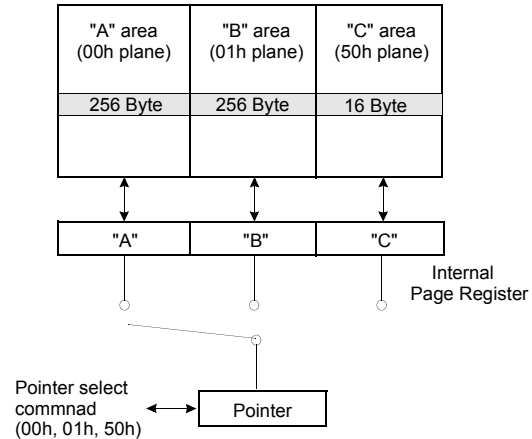 "A" area
(00h plane)
"B" area
(01h plane)
"C" area
(50h plane)
256 Byte
256 Byte
16 Byte
"A"
"B"
"C"
Internal
Page Register
Pointer select
commnad
(00h, 01h, 50h)
Pointer